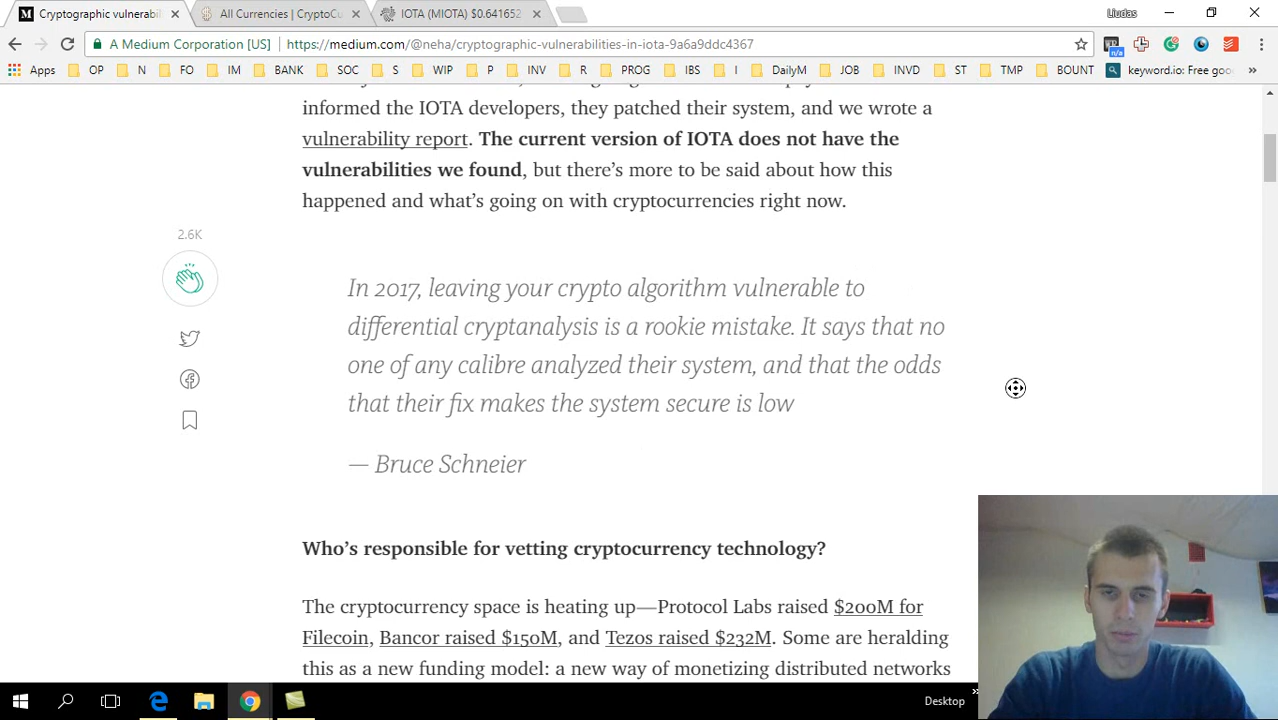 Cryptographic vulnerabil
All Currencies | CryptoCu
IOTA (MIOTA) $0.641652
Liudas
A Medium Corporation [US]
https://medium.com/@neha/cryptographic-vulnerabilities-in-iota-9a6a9ddc4367
n/a
Apps
OP
N
FO
IM
BANK
SOC
S
WIP
P
INV
R
PROG
IBS
I
DailyM
JOB
INVD
ST
TMP
BOUNT
keyword.io: Free goo
informed the IOTA developers, they patched their system, and we wrote a
vulnerability report. The current version of IOTA does not have the
vulnerabilities we found, but there’s more to be said about how this
happened and what’s going on with cryptocurrencies right now.
2.6K
In 2017, leaving your crypto algorithm vulnerable to
differential cryptanalysis is a rookie mistake. It says that no
one of any calibre analyzed their system, and that the odds
that their fix makes the system secure is low
— Bruce Schneier
Who’s responsible for vetting cryptocurrency technology?
The cryptocurrency space is heating up—Protocol Labs raised $200M for
Filecoin, Bancor raised $150M, and Tezos raised $232M. Some are heralding
this as a new funding model: a new way of monetizing distributed networks
Desktop